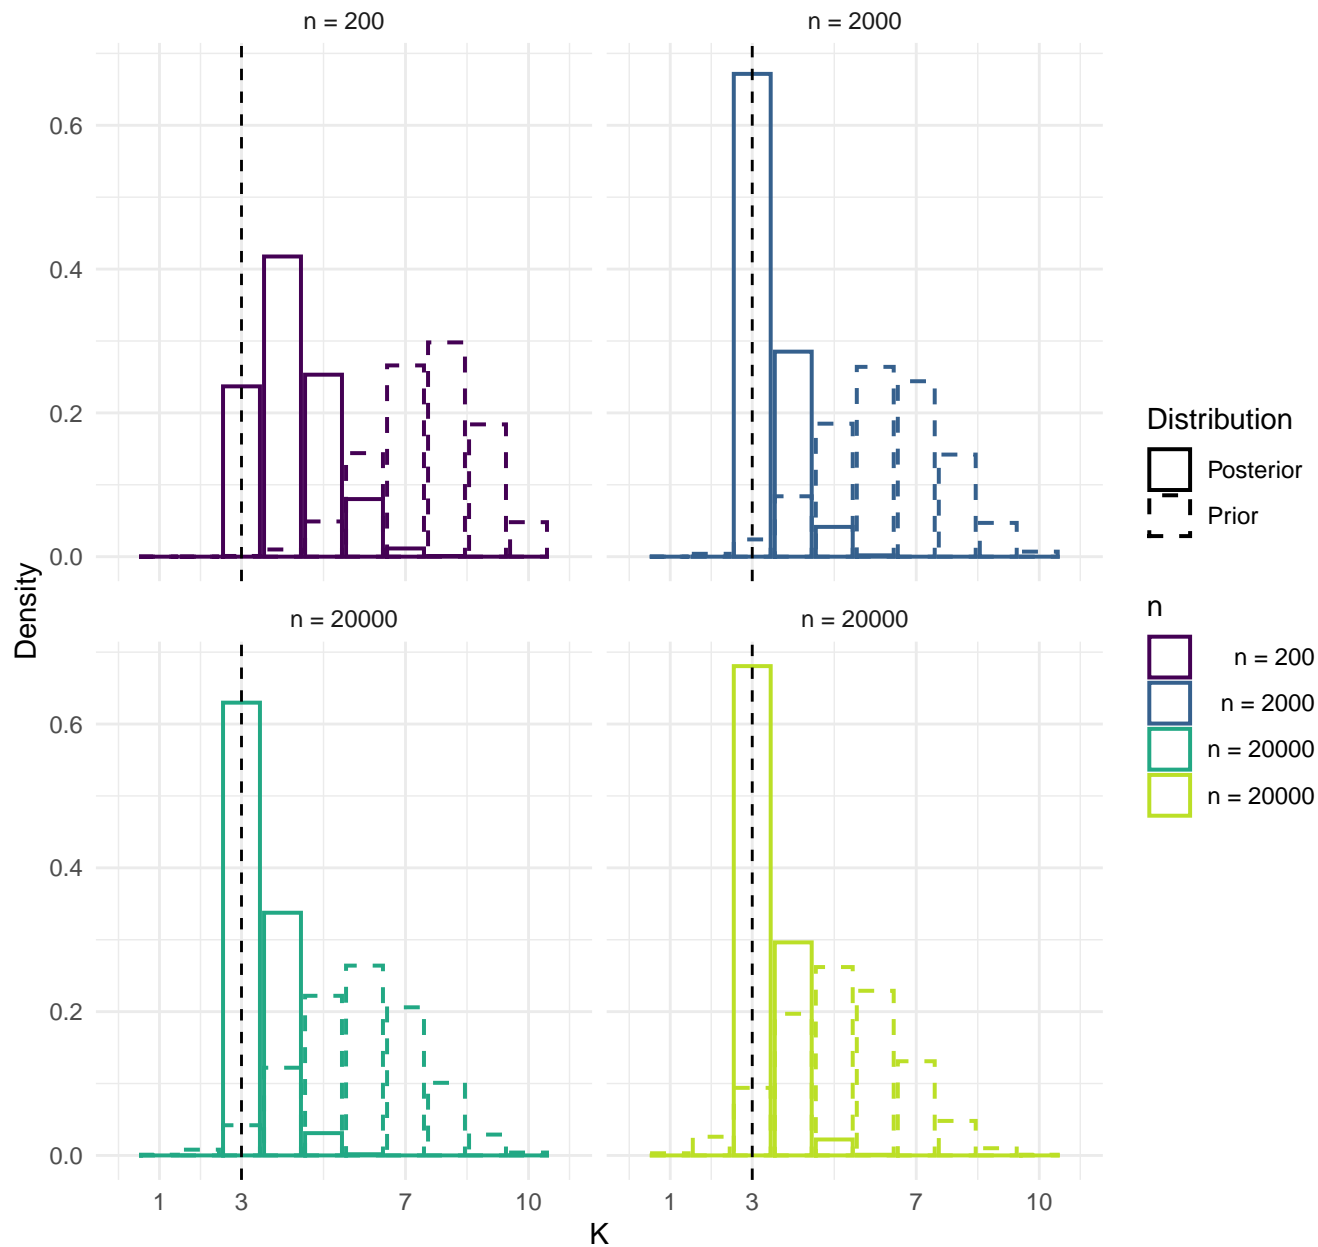 n = 200
n = 2000
0.6
0.4
0.2
0.0
n = 20000
n = 20000
0.6
0.4
0.2
0.0
1 3 7 10
1 3 7 10
K
Density
Distribution
Posterior
Prior
n
n = 200
n = 2000
n = 20000
n = 20000